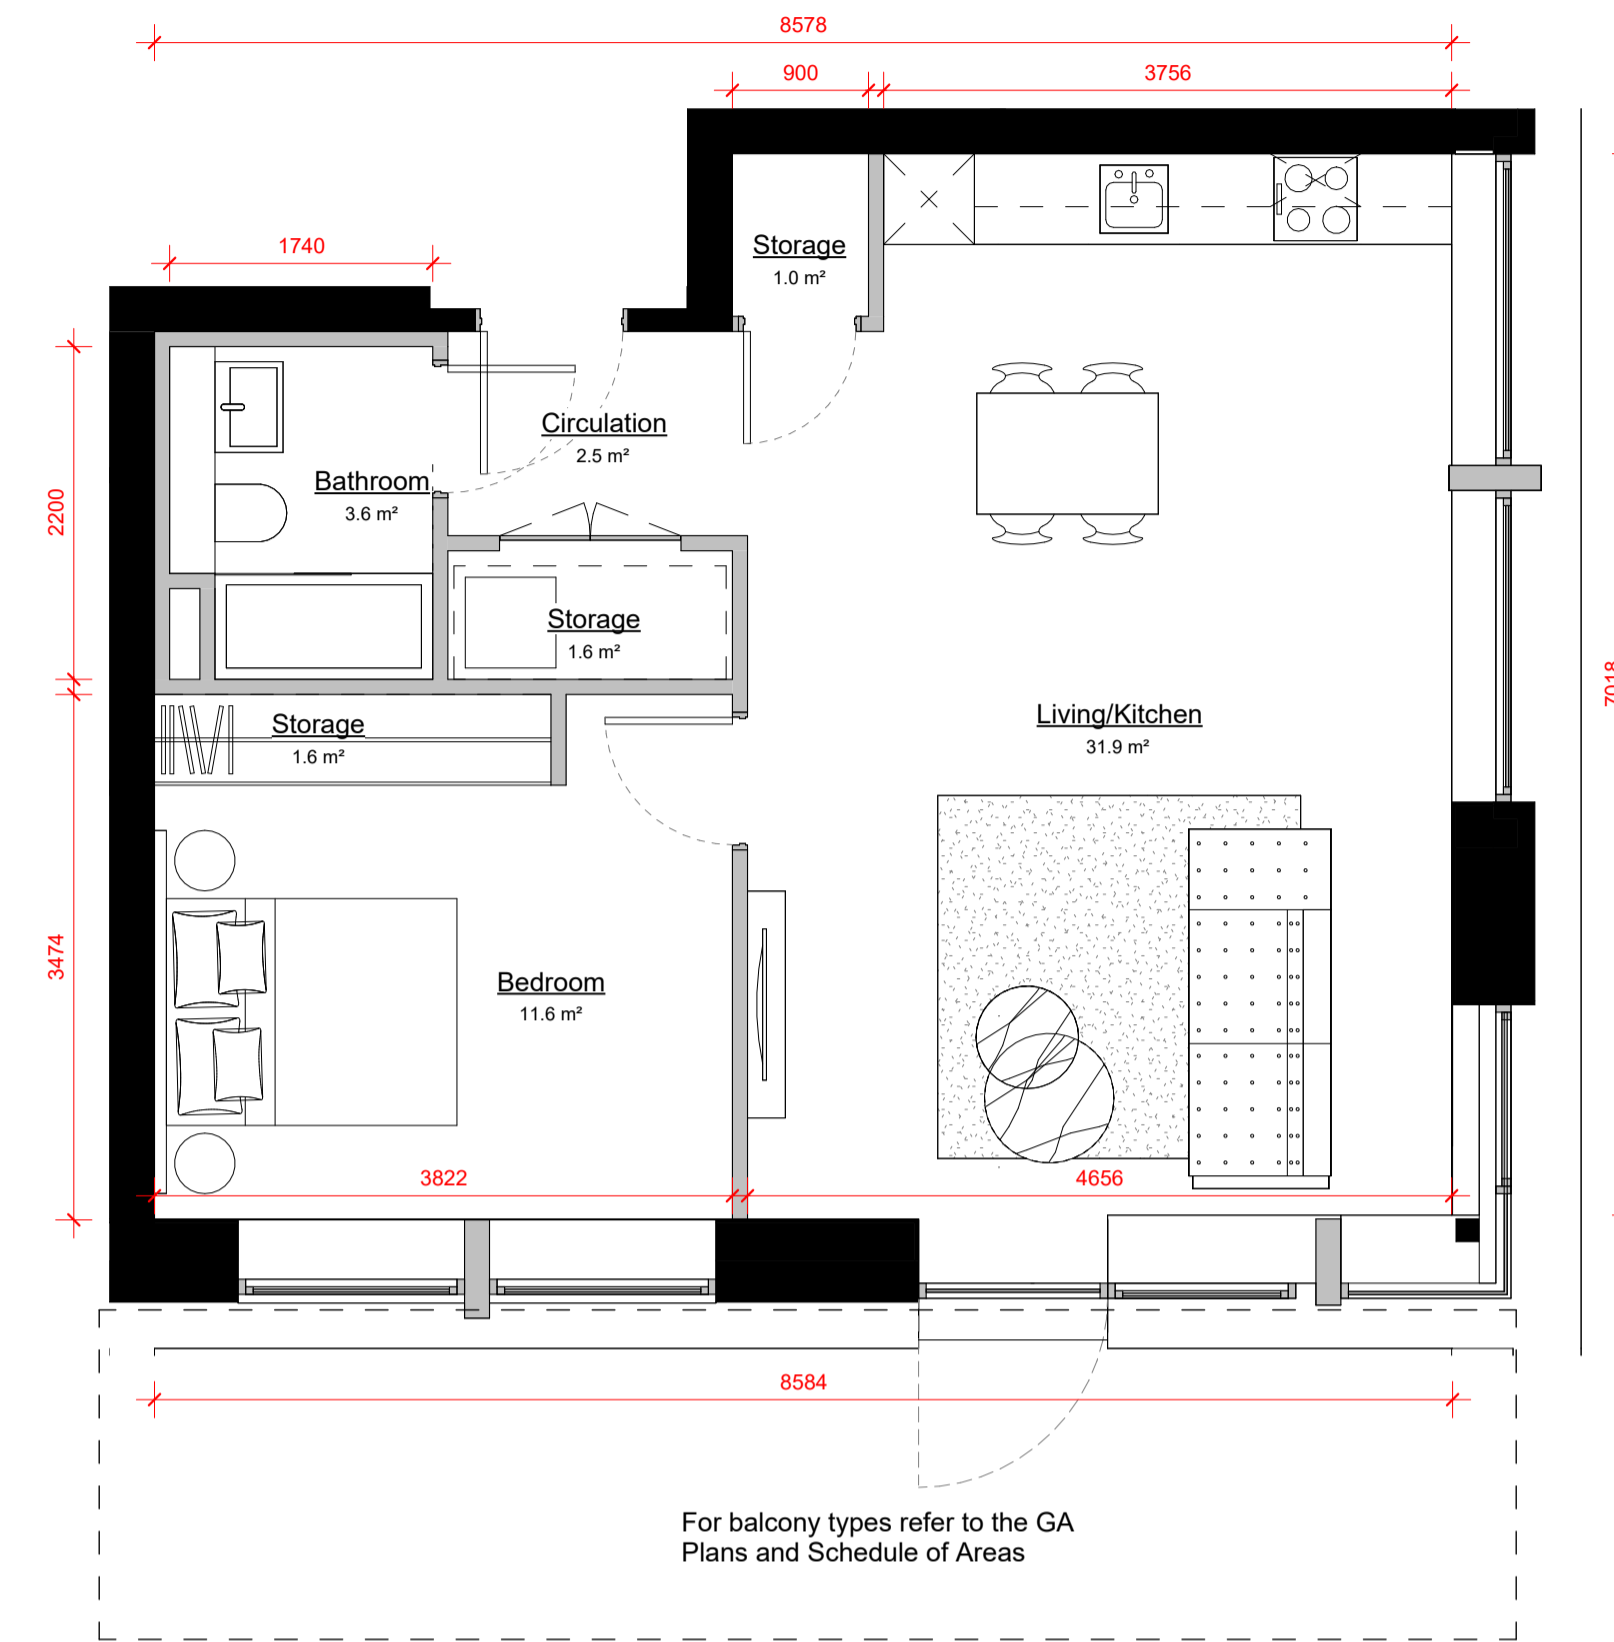 8578
900
3756
1740
Storage
1.0 m²
Circulation
2.5 m²
Bathroom
3.6 m²
2200
Storage
1.6 m²
7018
Living/Kitchen
31.9 m²
Storage
1.6 m²
3474
Bedroom
11.6 m²
3822
4656
8584
For balcony types refer to the GA
Plans and Schedule of Areas